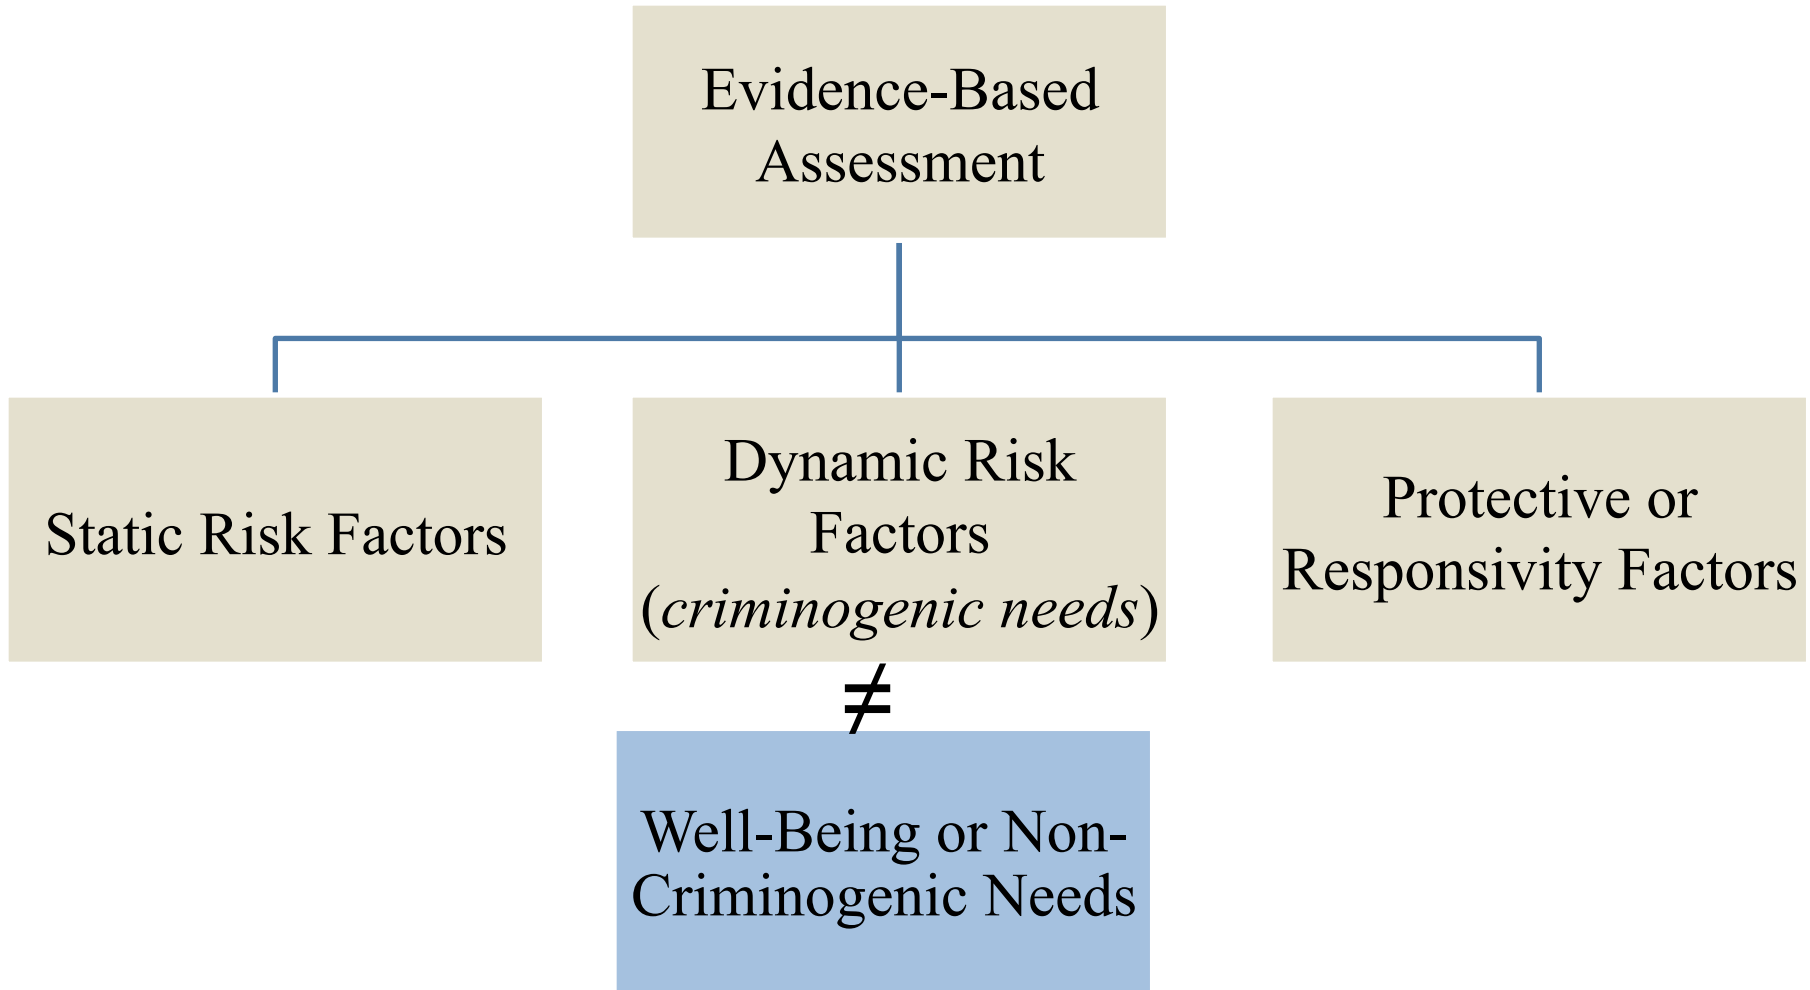 Evidence-Based
Assessment
Static Risk Factors
Dynamic Risk
Factors
(criminogenic needs)
Protective or
Responsivity Factors
≠
Well-Being or Non-
Criminogenic Needs